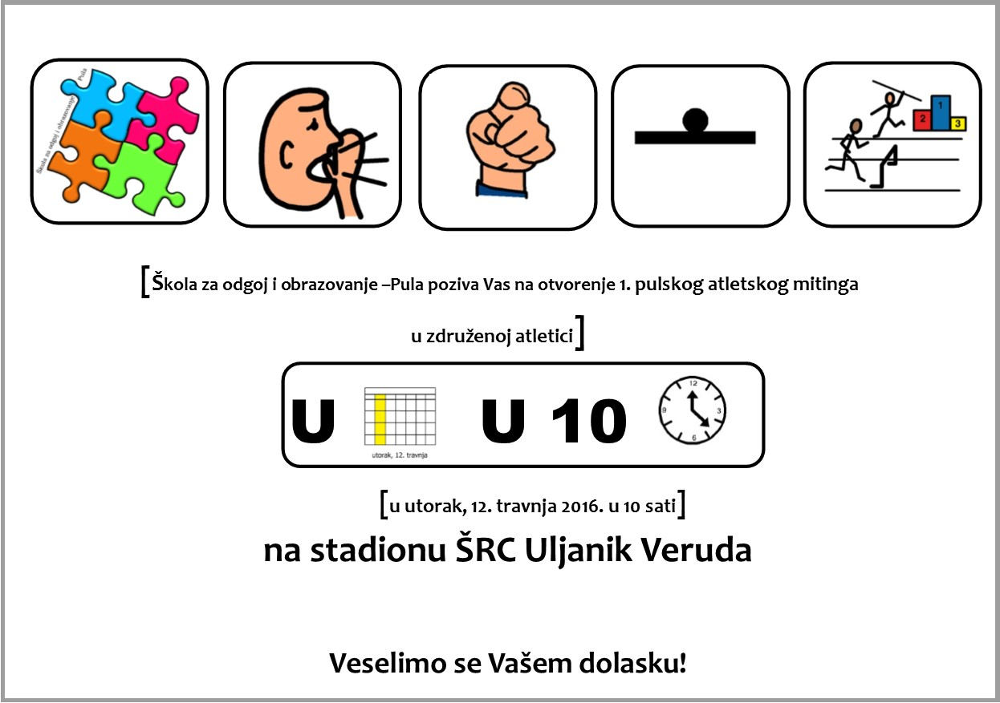 Škola za odgoj i obrazovanje Pula
2 1 3
[Škola za odgoj i obrazovanje –Pula poziva Vas na otvorenje 1. pulskog atletskog mitinga
u združenoj atletici]
U U 10
12
9 3
6
utorak, 12. travnja
[u utorak, 12. travnja 2016. u 10 sati]
na stadionu ŠRC Uljanik Veruda
Veselimo se Vašem dolasku!